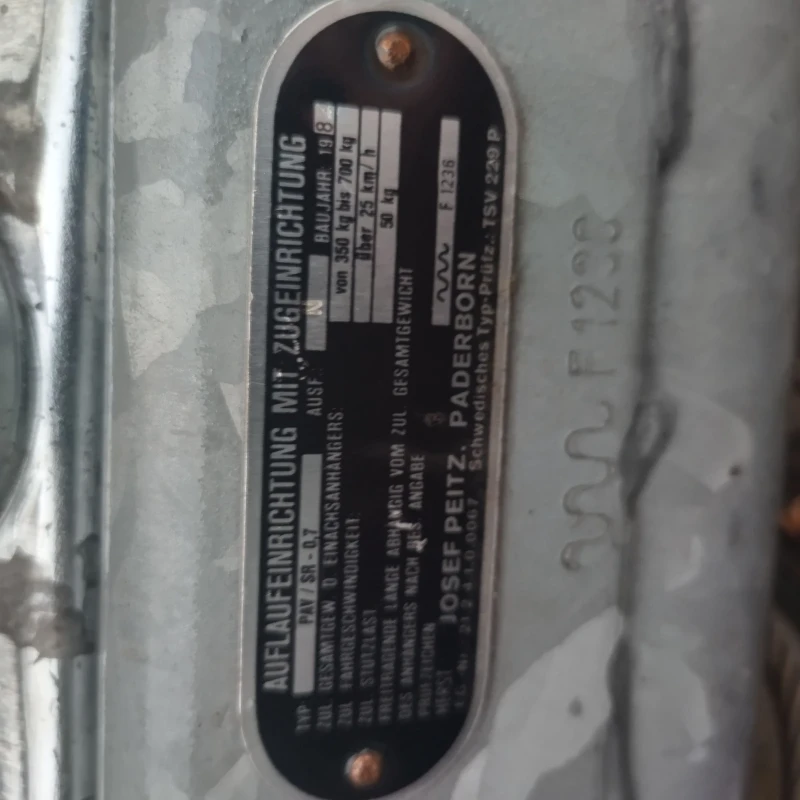 AUFLAUFEINRICHTUNG MIT ZUGEINRICHTUNG
TYP PAV/SR-0,7 AUSF. N BAUJAHR 198
ZUL GESAMTGEW D EINACHSANHÄNGERS: von 350 kg bis 700 kg
ZUL FAHRGESCHWINDIGKEIT: über 25 km/h
ZUL STÜTZLAST 50 kg
FREITRAGENDE LÄNGE ABHÄNGIG VOM ZUL GESAMTGEWICHT
DES ANHÄNGERS NACH DES ANGABE
PRÜFZEICHEN F 1236
HERST JOSEF PEITZ, PADERBORN
Schwedisches Typ-Prüfz.: TSV 229 P
F 1236